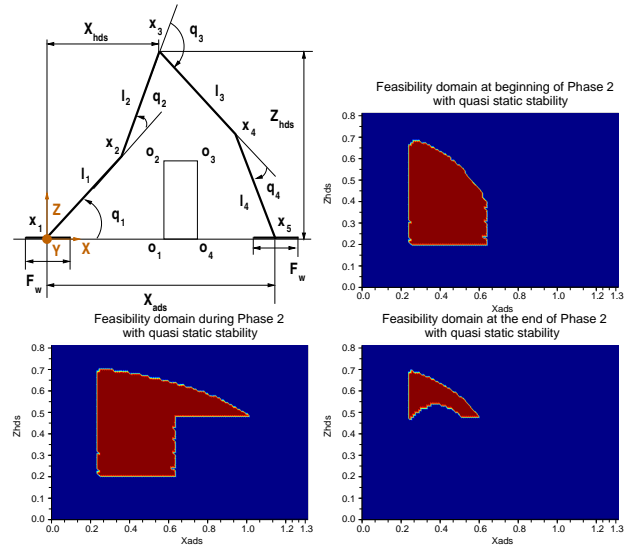 X_hds
x_3
q_3
l_2
l_3
q_2
Z_hds
x_2
x_4
o_2
o_3
l_1
q_4
l_4
Z
x_1
q_1
x_5
Y
X
o_1
o_4
F_w
F_w
X_ads
Feasibility domain at beginning of Phase 2
with quasi static stability
0.8
0.7
0.6
0.5
0.4
0.3
0.2
0.1
0.0
Zhds
0.0 0.2 0.4 0.6 0.8 1.0 1.2 1.3
Xads
Feasibility domain during Phase 2
with quasi static stability
0.8
0.7
0.6
0.5
0.4
0.3
0.2
0.1
0.0
Zhds
0.0 0.2 0.4 0.6 0.8 1.0 1.2 1.3
Xads
Feasibility domain at the end of Phase 2
with quasi static stability
0.8
0.7
0.6
0.5
0.4
0.3
0.2
0.1
0.0
Zhds
0.0 0.2 0.4 0.6 0.8 1.0 1.2 1.3
Xads